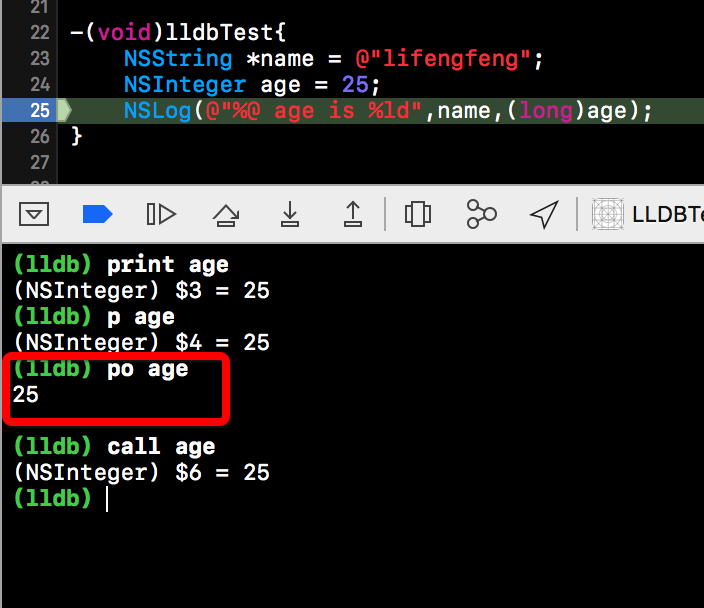 21
22 -(void)lldbTest{
23 NSString *name = @"lifengfeng";
24 NSInteger age = 25;
25 NSLog(@"%@ age is %ld",name,(long)age);
26 }
27
LLDBTe
(lldb) print age
(NSInteger) $3 = 25
(lldb) p age
(NSInteger) $4 = 25
(lldb) po age
25
(lldb) call age
(NSInteger) $6 = 25
(lldb)